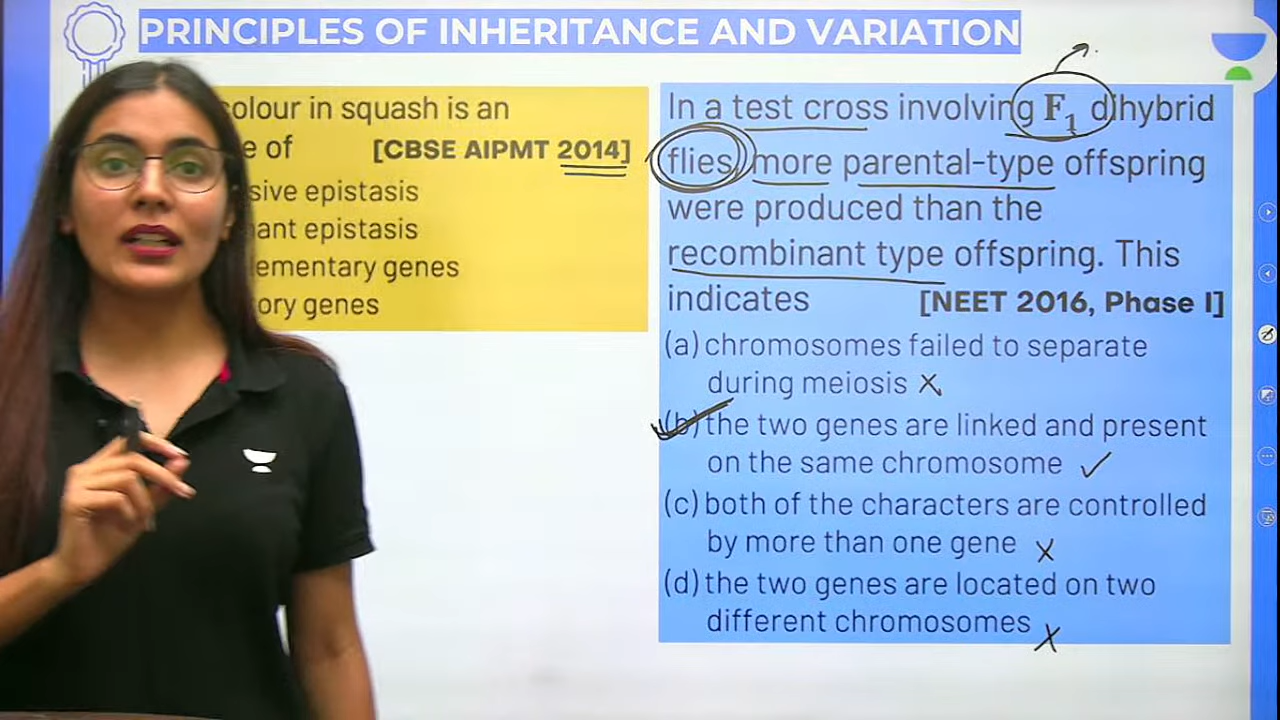 PRINCIPLES OF INHERITANCE AND VARIATION
colour in squash is an
of [CBSE AIPMT 2014]
epistasis
epistasis
genes
genes
In a test cross involving F₁ dihybrid
flies, more parental-type offspring
were produced than the
recombinant type offspring. This
indicates [NEET 2016, Phase I]
(a) chromosomes failed to separate
during meiosis
(b) the two genes are linked and present
on the same chromosome
(c) both of the characters are controlled
by more than one gene
(d) the two genes are located on two
different chromosomes